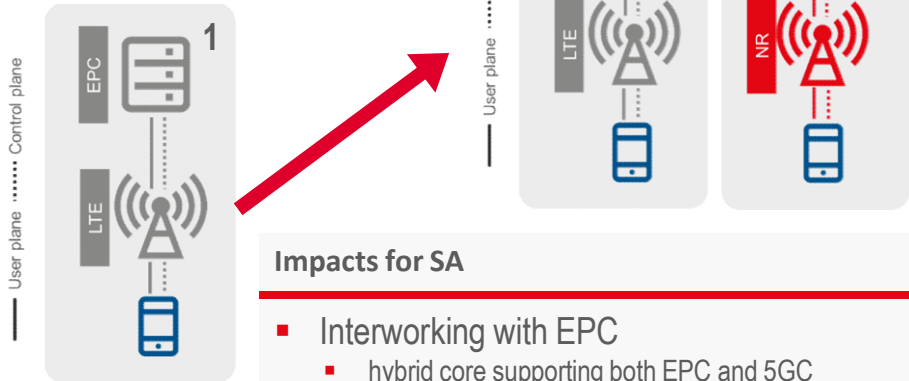 1
EPC
LTE
User plane ······ Control plane
User plane ······
LTE
NR
Impacts for SA
▪ Interworking with EPC
▪ hybrid core supporting both EPC and 5GC